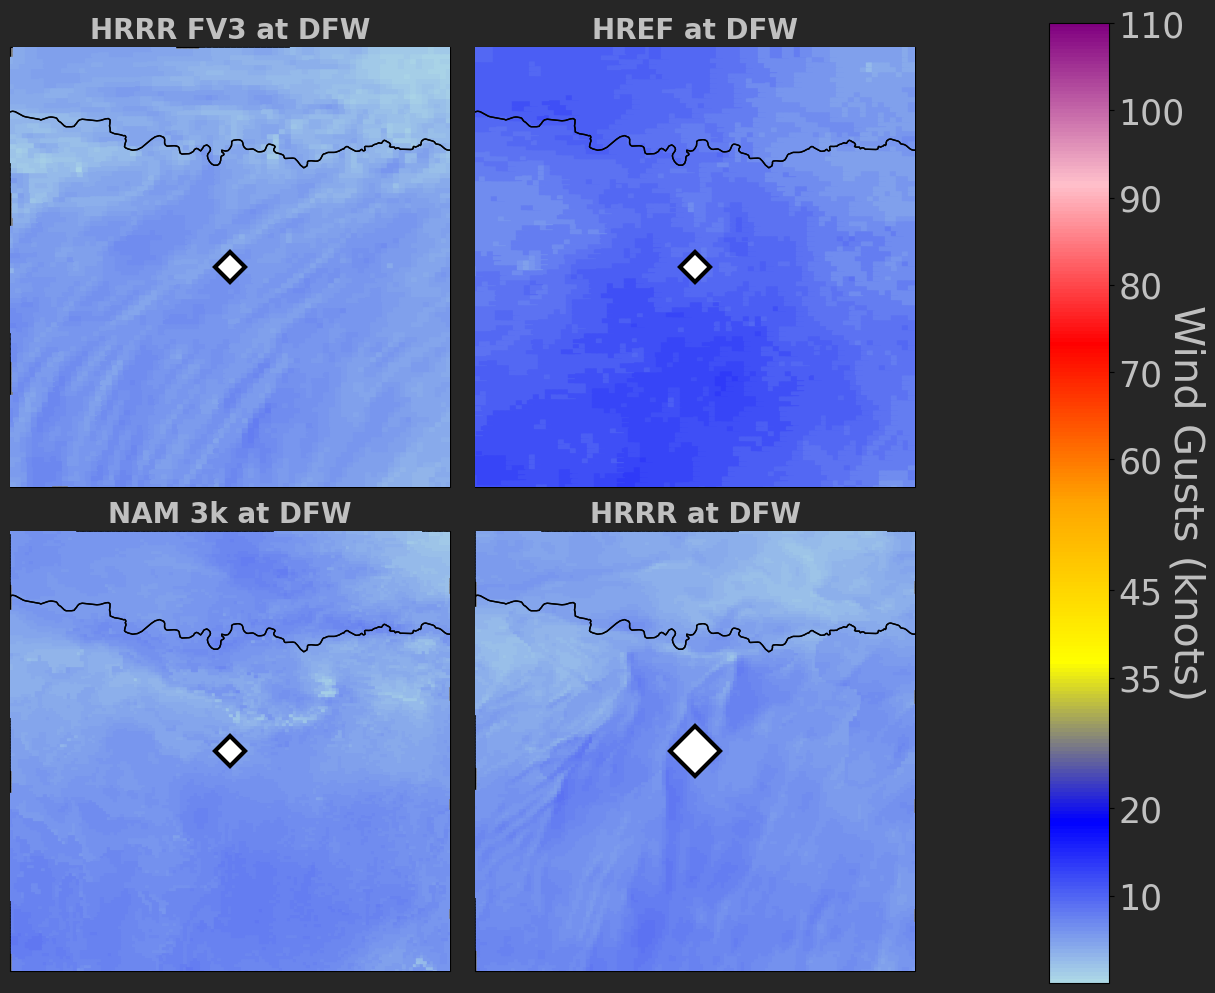 HRRR FV3 at DFW
HREF at DFW
NAM 3k at DFW
HRRR at DFW
110
100
90
80
70
60
45
35
20
10
Wind Gusts (knots)